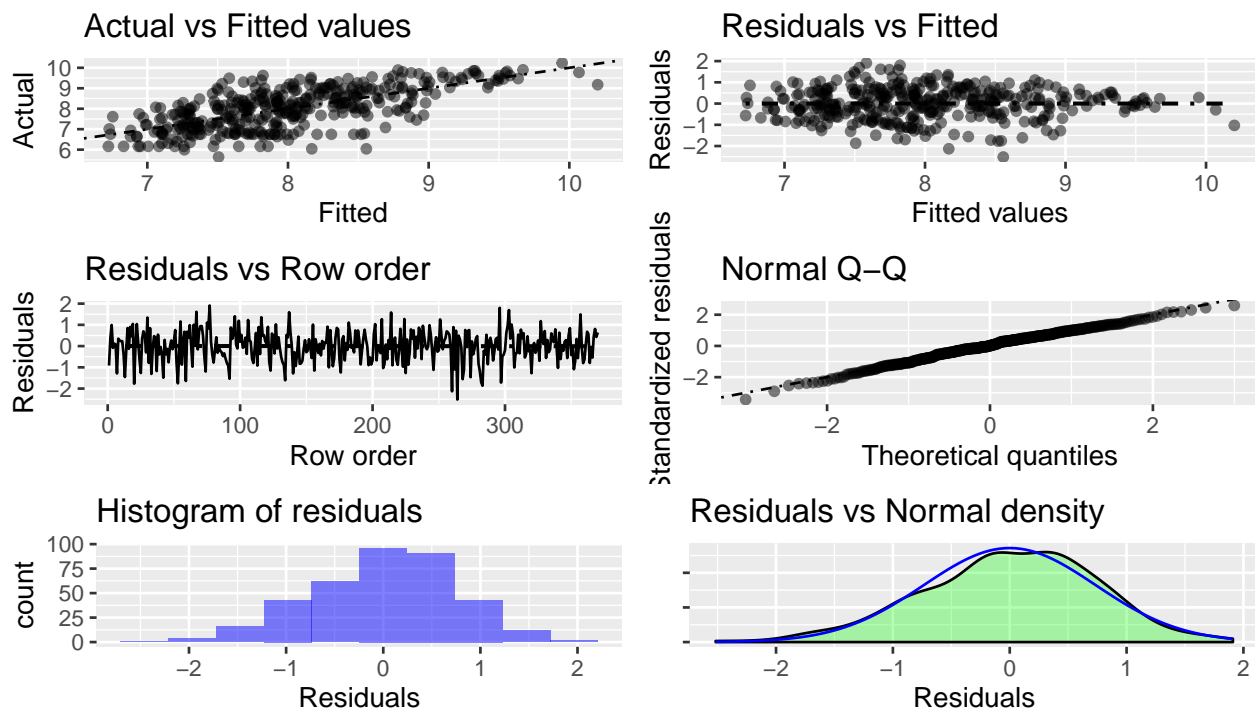 Actual vs Fitted values
Actual
10
9
8
7
6
7
8
9
10
Fitted
Residuals vs Fitted
Residuals
2
1
0
−1
−2
7
8
9
10
Fitted values
Residuals vs Row order
Residuals
2
1
0
−1
−2
0
100
200
300
Row order
Normal Q−Q
Standardized residuals
2
0
−2
−2
0
2
Theoretical quantiles
Histogram of residuals
count
100
75
50
25
0
−2
−1
0
1
2
Residuals
Residuals vs Normal density
−2
−1
0
1
2
Residuals